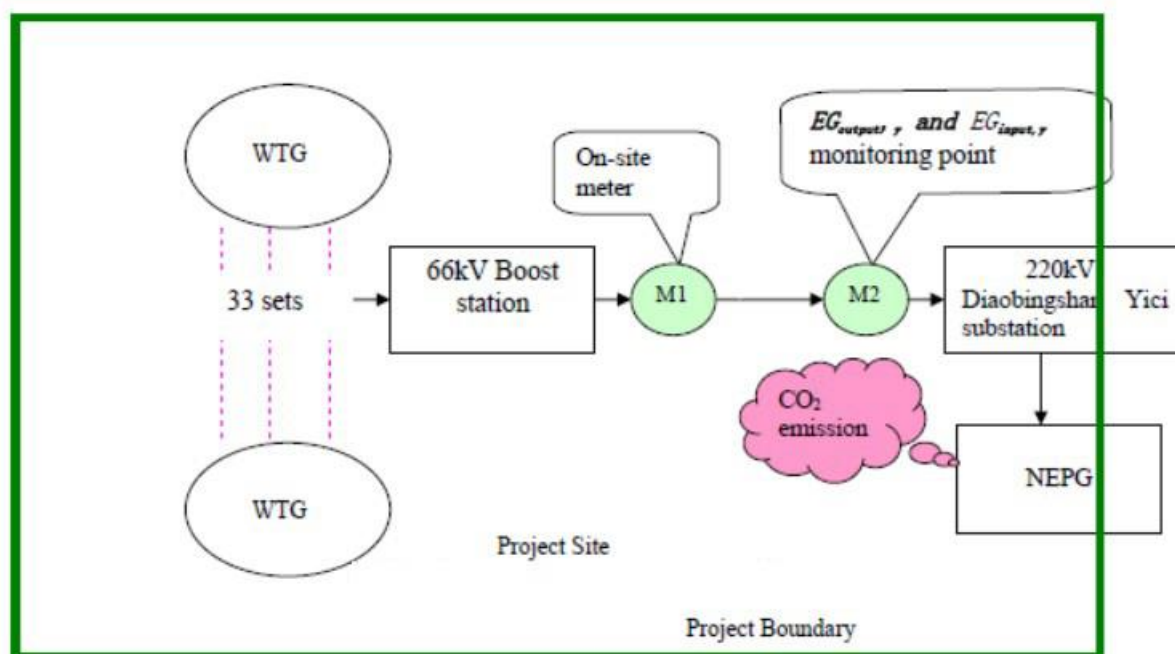 WTG
33 sets
WTG
66kV Boost
station
On-site
meter
M1
EGoutput, y and EGinput, y
monitoring point
M2
220kV
Diaobingshan Yici
substation
CO₂
emission
NEPG
Project Site
Project Boundary